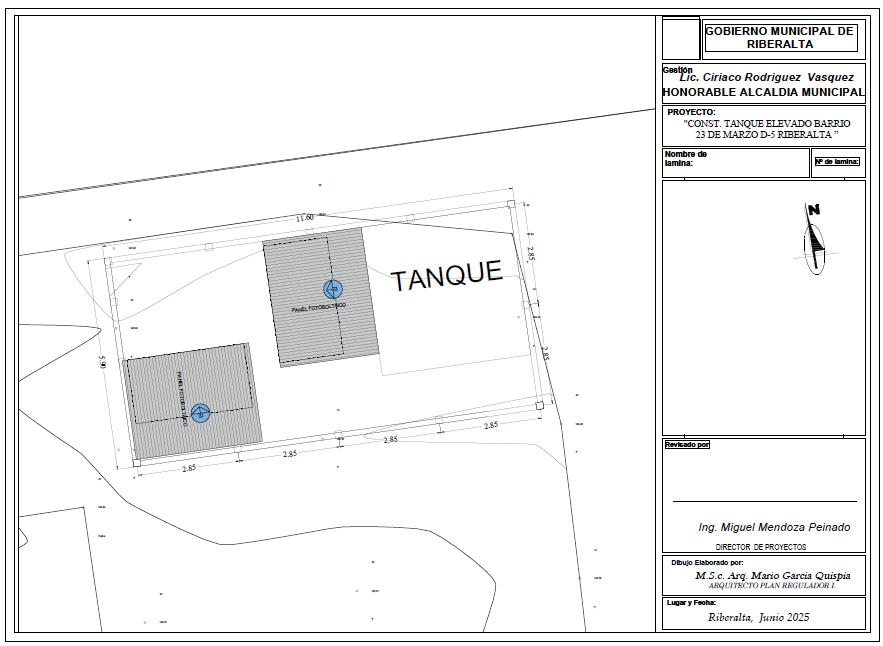 GOBIERNO MUNICIPAL DE
RIBERALTA
Gestión
Lic. Ciriaco Rodriguez Vasquez
HONORABLE ALCALDIA MUNICIPAL
PROYECTO:
"CONST. TANQUE ELEVADO BARRIO
23 DE MARZO D-5 RIBERALTA "
Nombre de
lamina:
Nº de lamina:
N
11.60
2.85
TANQUE
PANEL FOTOBOLTRICO
2.85
5.90
PANEL FOTOBOLTRICO
2.85
2.85
2.85
2.85
Revisado por
Ing. Miguel Mendoza Peinado
DIRECTOR DE PROYECTOS
Dibujo Elaborado por:
M.S.c. Arq. Mario Garcia Quispia
ARQUITECTO PLAN REGULADOR I.
Lugar y Fecha:
Riberalta, Junio 2025